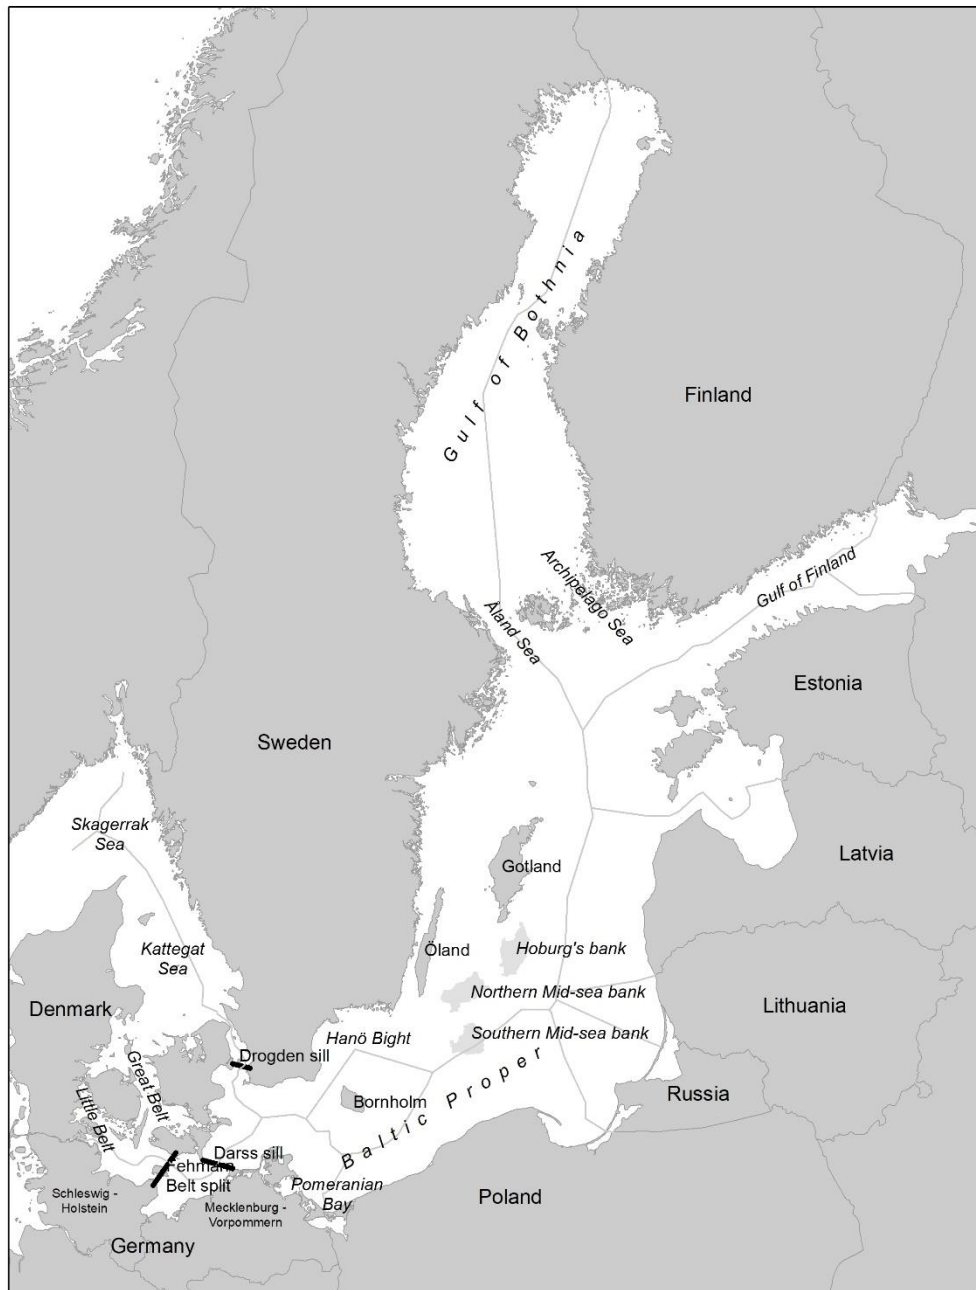 Gulf of Bothnia
Finland
Archipelago Sea
Gulf of Finland
Åland Sea
Estonia
Sweden
Skagerrak
Sea
Gotland
Latvia
Öland
Hoburg's bank
Kattegat
Sea
Northern Mid-sea bank
Denmark
Lithuania
Southern Mid-sea bank
Hanö Bight
Drogden sill
Great Belt
Little Belt
Bornholm
Russia
Baltic Proper
Darss sill
Fehmarn
Belt split
Pomeranian
Bay
Schleswig -
Holstein
Mecklenburg -
Vorpommern
Poland
Germany